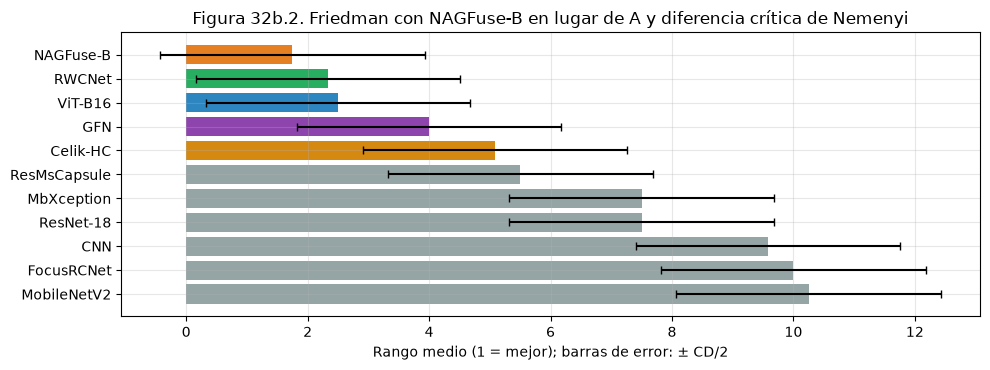 Figura 32b.2. Friedman con NAGFuse-B en lugar de A y diferencia crítica de Nemenyi
NAGFuse-B
RWCNet
ViT-B16
GFN
Celik-HC
ResMsCapsule
MbXception
ResNet-18
CNN
FocusRCNet
MobileNetV2
0 2 4 6 8 10 12
Rango medio (1 = mejor); barras de error: ± CD/2